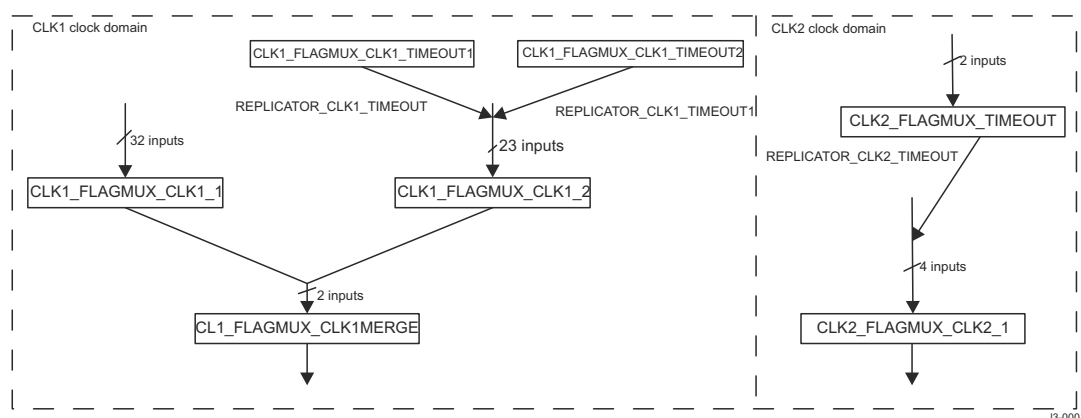 CLK1 clock domain
CLK2 clock domain
CLK1_FLAGMUX_CLK1_TIMEOUT1
CLK1_FLAGMUX_CLK1_TIMEOUT2
2 inputs
REPLICATOR_CLK1_TIMEOUT
REPLICATOR_CLK1_TIMEOUT1
CLK2_FLAGMUX_TIMEOUT
32 inputs
23 inputs
REPLICATOR_CLK2_TIMEOUT
CLK1_FLAGMUX_CLK1_1
CLK1_FLAGMUX_CLK1_2
4 inputs
2 inputs
CL1_FLAGMUX_CLK1MERGE
CLK2_FLAGMUX_CLK2_1